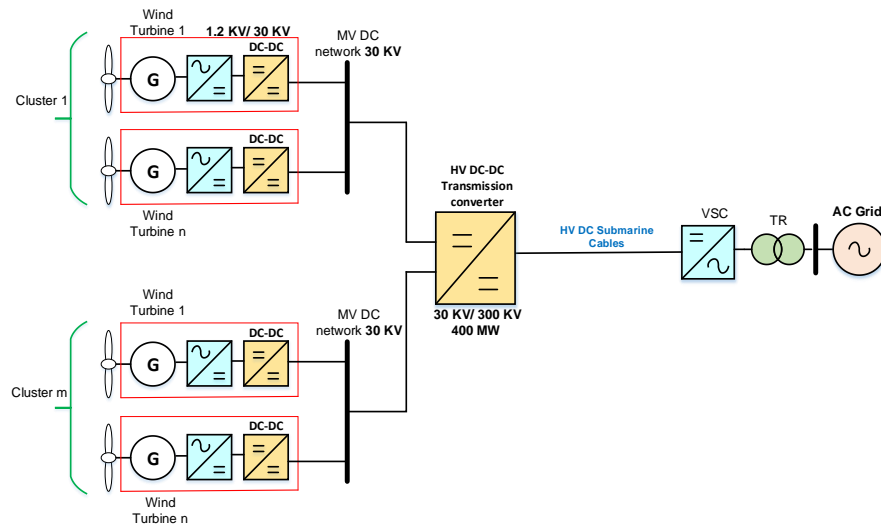 Wind
Turbine 1
1.2 KV/ 30 KV
DC-DC
MV DC
network 30 KV
G
Cluster 1
DC-DC
G
Wind
Turbine n
HV DC-DC
Transmission
converter
HV DC Submarine
Cables
VSC
TR
AC Grid
30 KV/ 300 KV
400 MW
Wind
Turbine 1
DC-DC
MV DC
network 30 KV
G
Cluster m
DC-DC
G
Wind
Turbine n